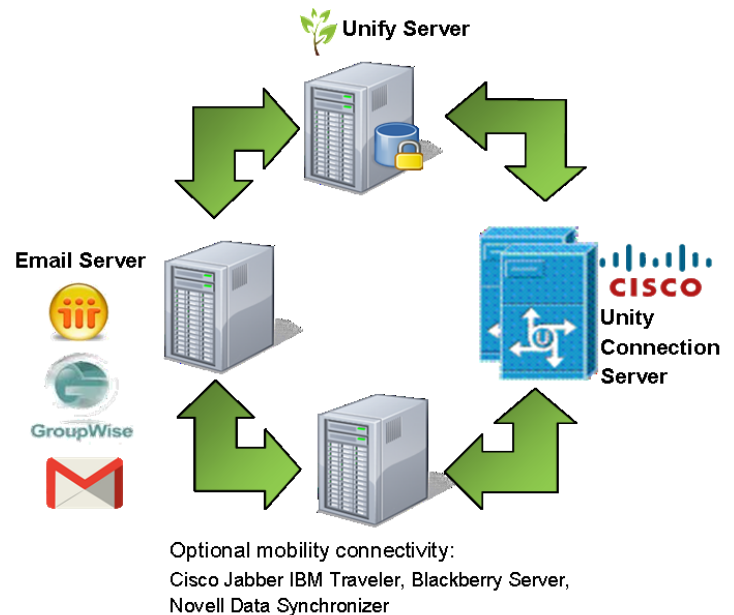 Unify Server
Email Server
GroupWise
CISCO
Unity
Connection
Server
U
Optional mobility connectivity:
Cisco Jabber IBM Traveler, Blackberry Server,
Novell Data Synchronizer